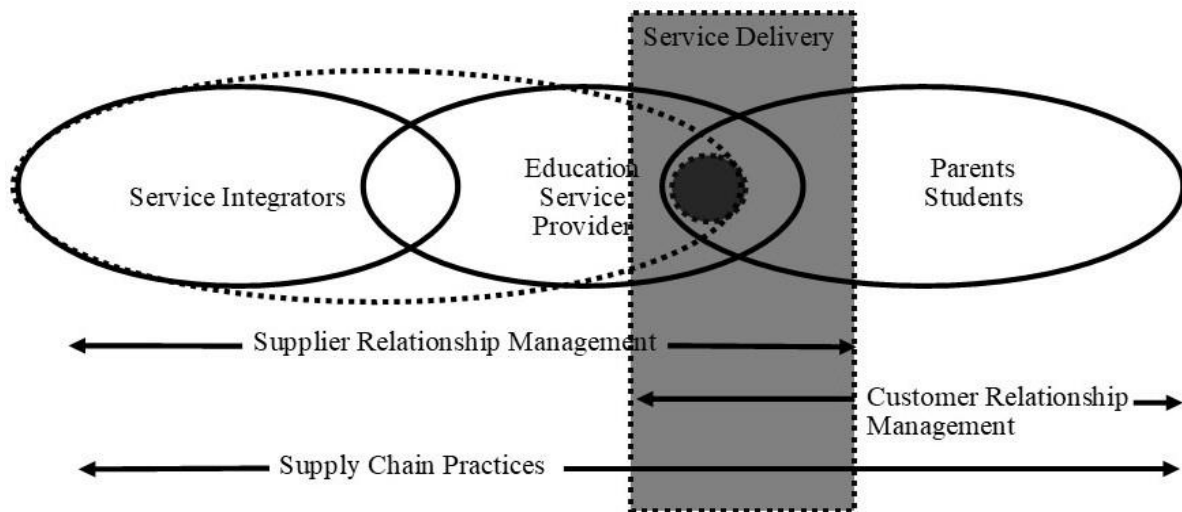 Service Delivery
Service Integrators
Education
Service
Provider
Parents
Students
Supplier Relationship Management
Customer Relationship
Management
Supply Chain Practices